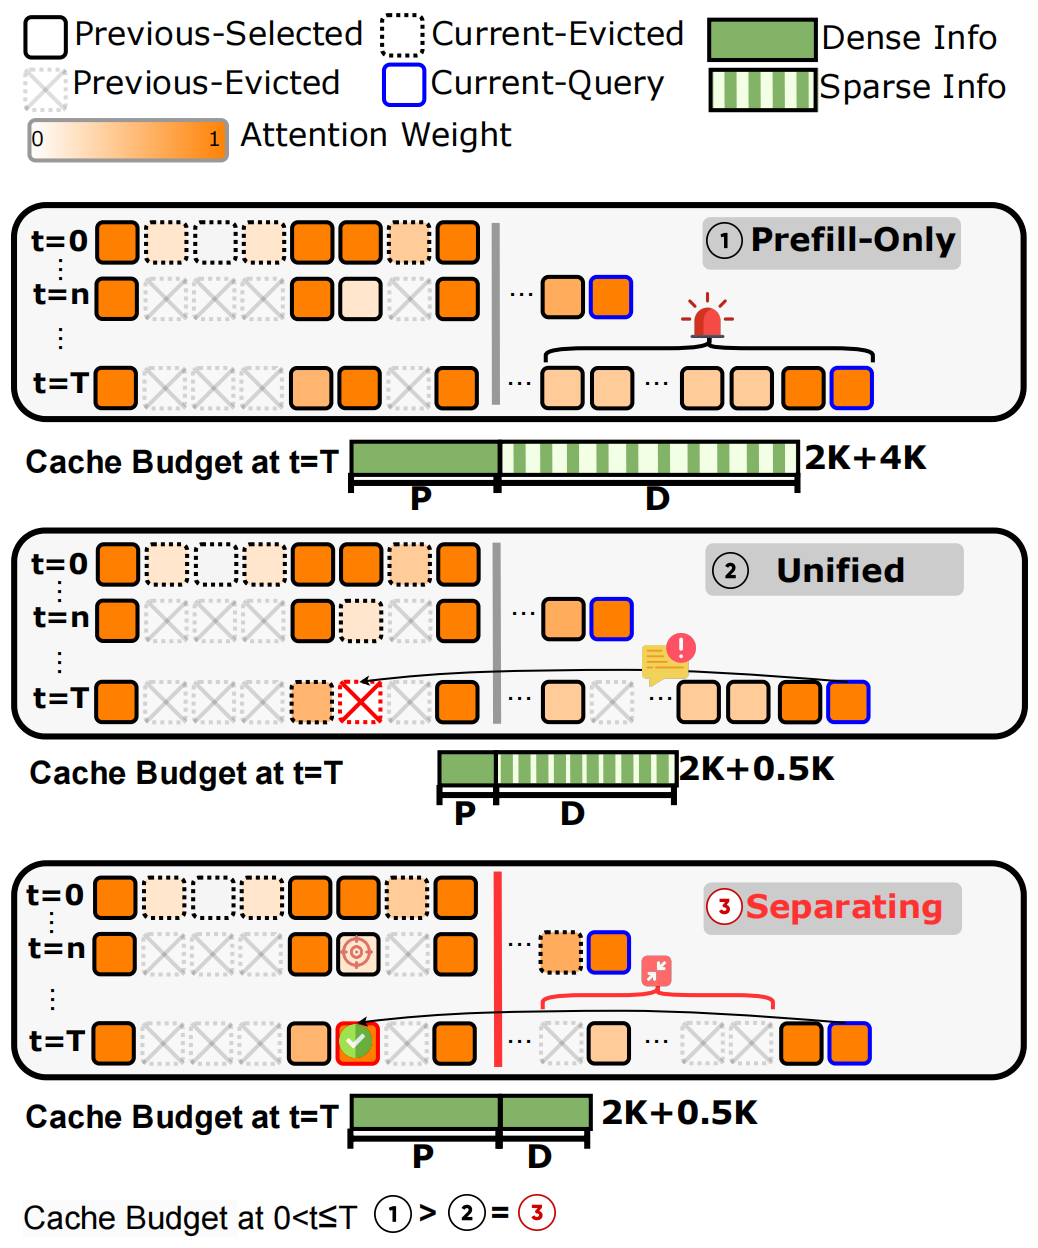 Previous-Selected Current-Evicted Dense Info
Previous-Evicted Current-Query Sparse Info
0 1 Attention Weight
t=0 1 Prefill-Only
⋮
t=n ...
⋮
t=T ... ...
Cache Budget at t=T 2K+4K
P D
t=0 2 Unified
⋮
t=n ...
⋮
t=T ... ...
Cache Budget at t=T 2K+0.5K
P D
t=0 3 Separating
⋮
t=n ...
⋮
t=T ... ...
Cache Budget at t=T 2K+0.5K
P D
Cache Budget at 0<t≤T ① > ② = ③